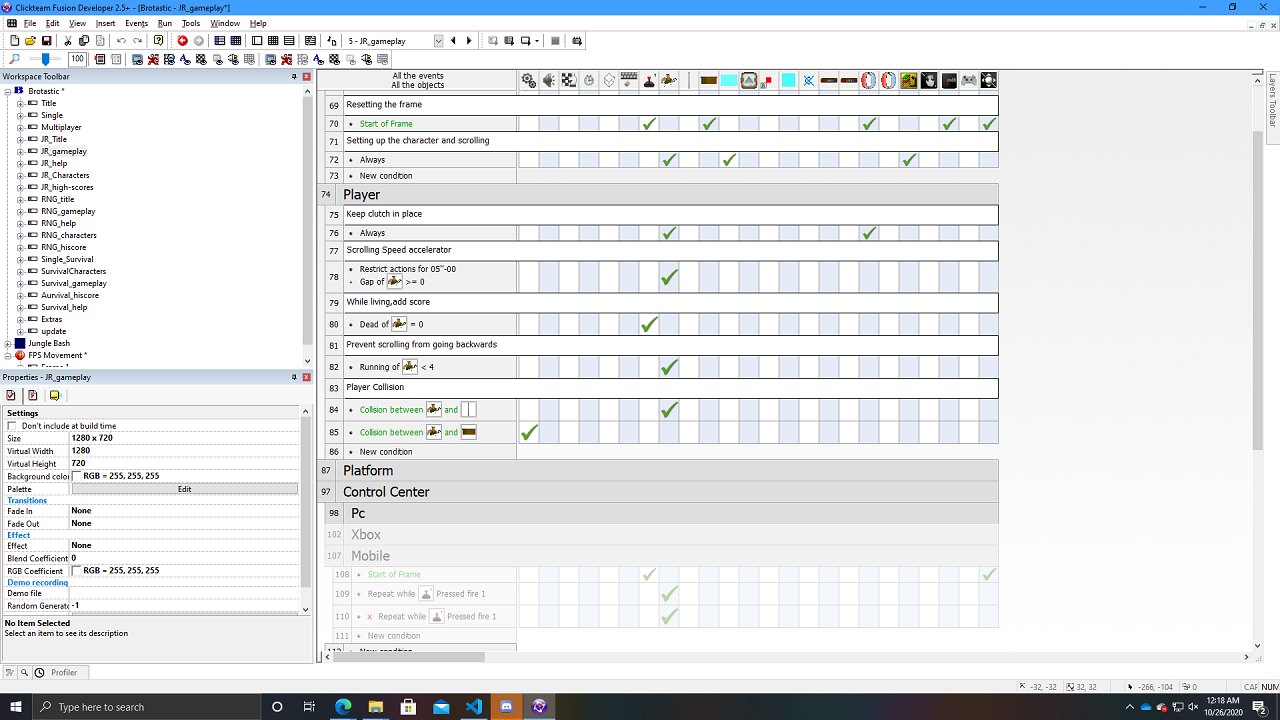 Clickteam Fusion Developer 2.5+ - [Brotastic - JR_gameplay*]
File Edit View Insert Events Run Tools Window Help
5 - JR_gameplay
100
Workspace Toolbar
Brotastic *
Title
Single
Multiplayer
JR_Title
JR_gameplay
JR_help
JR_Characters
JR_high-scores
RNG_title
RNG_gameplay
RNG_help
RNG_characters
RNG_hiscore
Single_Survival
SurvivalCharacters
Survival_gameplay
Aurvival_hiscore
Survival_help
Extras
update
Jungle Bash
FPS Movement *
Frame 1
Properties - JR_gameplay
Settings
Don't include at build time
Size 1280 x 720
Virtual Width 1280
Virtual Height 720
Background color RGB = 255, 255, 255
Palette Edit
Transitions
Fade In None
Fade Out None
Effect
Effect None
Blend Coefficient 0
RGB Coefficient RGB = 255, 255, 255
Demo recording
Demo file
Random Generato -1
No Item Selected
Select an item to see its description
Profiler
All the events
All the objects
69 Resetting the frame
70 • Start of Frame
71 Setting up the character and scrolling
72 • Always
73 • New condition
74 Player
75 Keep clutch in place
76 • Always
77 Scrolling Speed accelerator
78 • Restrict actions for 05"-00
• Gap of >= 0
79 While living,add score
80 • Dead of = 0
81 Prevent scrolling from going backwards
82 • Running of < 4
83 Player Collision
84 • Collision between and
85 • Collision between and
86 • New condition
87 Platform
97 Control Center
98 Pc
102 Xbox
107 Mobile
108 • Start of Frame
109 • Repeat while Pressed fire 1
110 • x Repeat while Pressed fire 1
111 • New condition
112 • New condition
Layers Toolbar
-32, -32
32, 32
-266, -104
0
CAP NUM
Type here to search
12:18 AM
10/26/2020
2